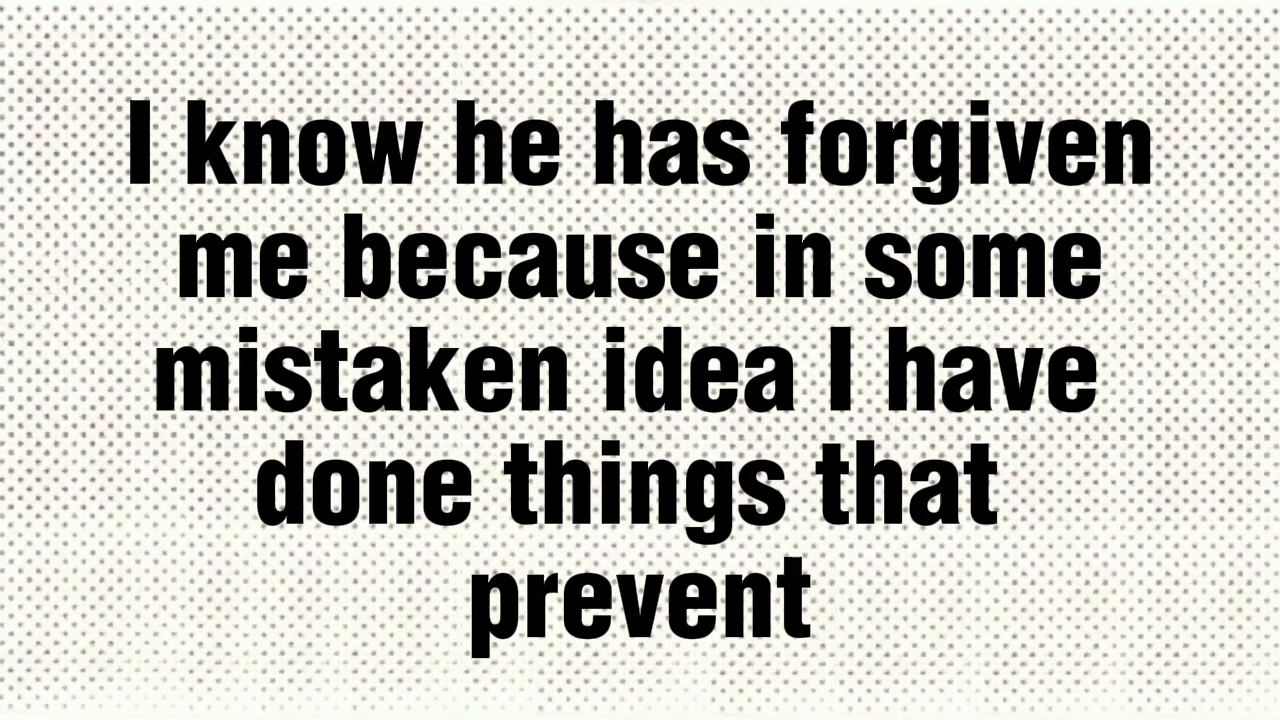 I know he has forgiven
me because in some
mistaken idea I have
done things that
prevent